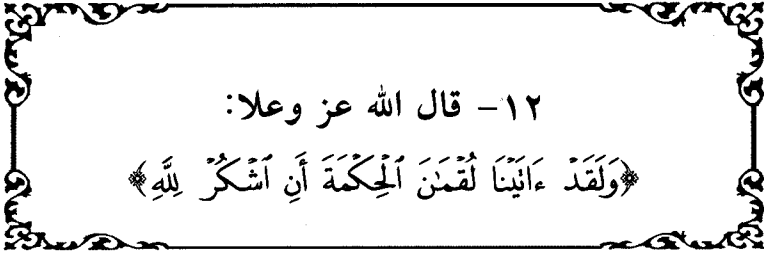 ١٢- قال الله عز وعلا:
﴿وَلَقَدْ ءَاتَيْنَا لُقْمَٰنَ ٱلْحِكْمَةَ أَنِ ٱشْكُرْ لِلَّهِ﴾